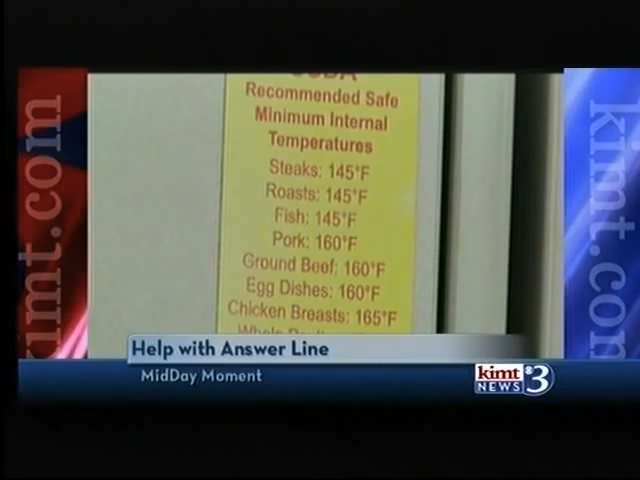 USDA
Recommended Safe
Minimum Internal
Temperatures
Steaks: 145°F
Roasts: 145°F
Fish: 145°F
Pork: 160°F
Ground Beef: 160°F
Egg Dishes: 160°F
Chicken Breasts: 165°F
Help with Answer Line
MidDay Moment
kimt
NEWS 3
kimt.com
kimt.com